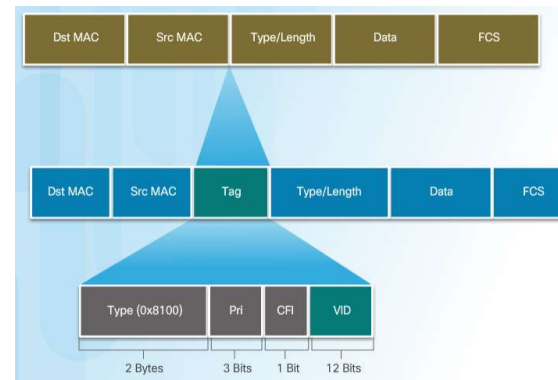 Dst MAC Src MAC Type/Length Data FCS
Dst MAC Src MAC Tag Type/Length Data FCS
Type (0x8100) Pri CFI VID
2 Bytes 3 Bits 1 Bit 12 Bits